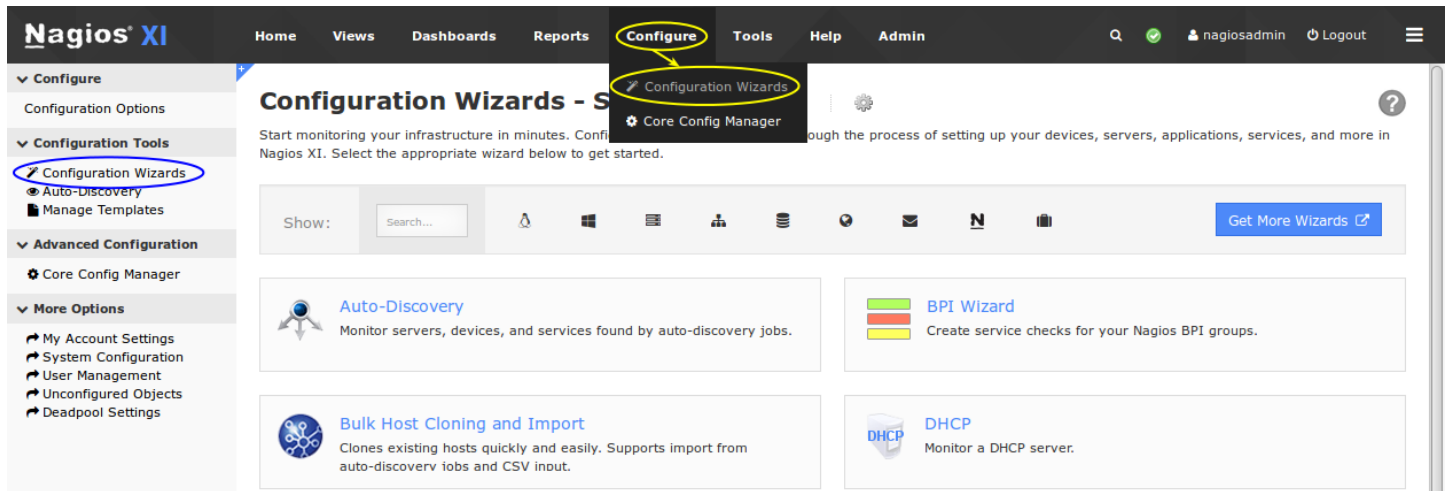 Nagios® XI
Home Views Dashboards Reports Configure Tools Help Admin nagiosadmin Logout
Configuration Wizards
Core Config Manager
Configure
Configuration Options
Configuration Tools
Configuration Wizards
Auto-Discovery
Manage Templates
Advanced Configuration
Core Config Manager
More Options
My Account Settings
System Configuration
User Management
Unconfigured Objects
Deadpool Settings
Configuration Wizards - S
?
Start monitoring your infrastructure in minutes. Confi ough the process of setting up your devices, servers, applications, services, and more in
Nagios XI. Select the appropriate wizard below to get started.
Show: Search... N Get More Wizards
Auto-Discovery
Monitor servers, devices, and services found by auto-discovery jobs.
BPI Wizard
Create service checks for your Nagios BPI groups.
Bulk Host Cloning and Import
Clones existing hosts quickly and easily. Supports import from
auto-discovery jobs and CSV input.
DHCP
DHCP
Monitor a DHCP server.